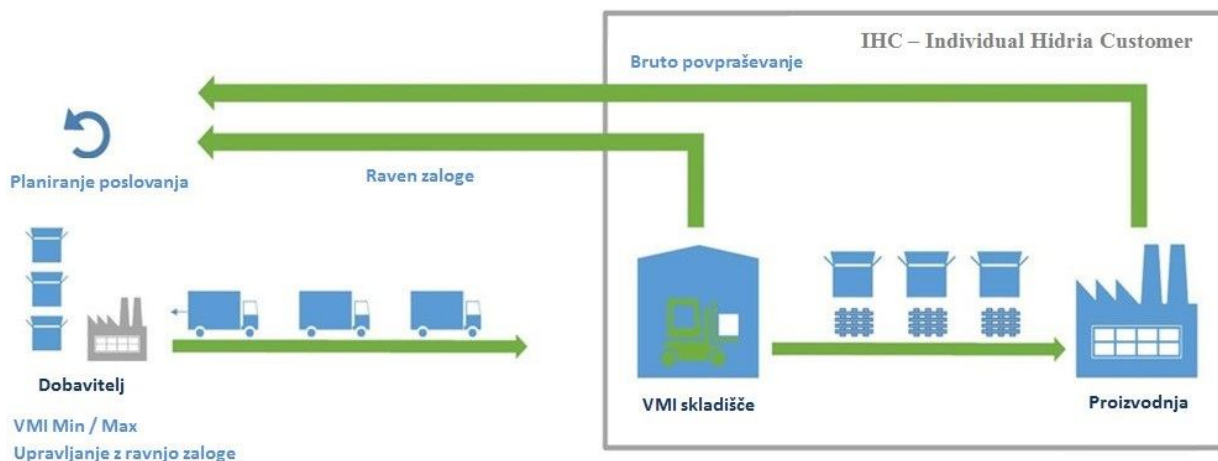 IHC – Individual Hidria Customer
Bruto povpraševanje
Raven zaloge
Planiranje poslovanja
Dobavitelj
VMI skladišče
Proizvodnja
VMI Min / Max
Upravljanje z ravnjo zaloge